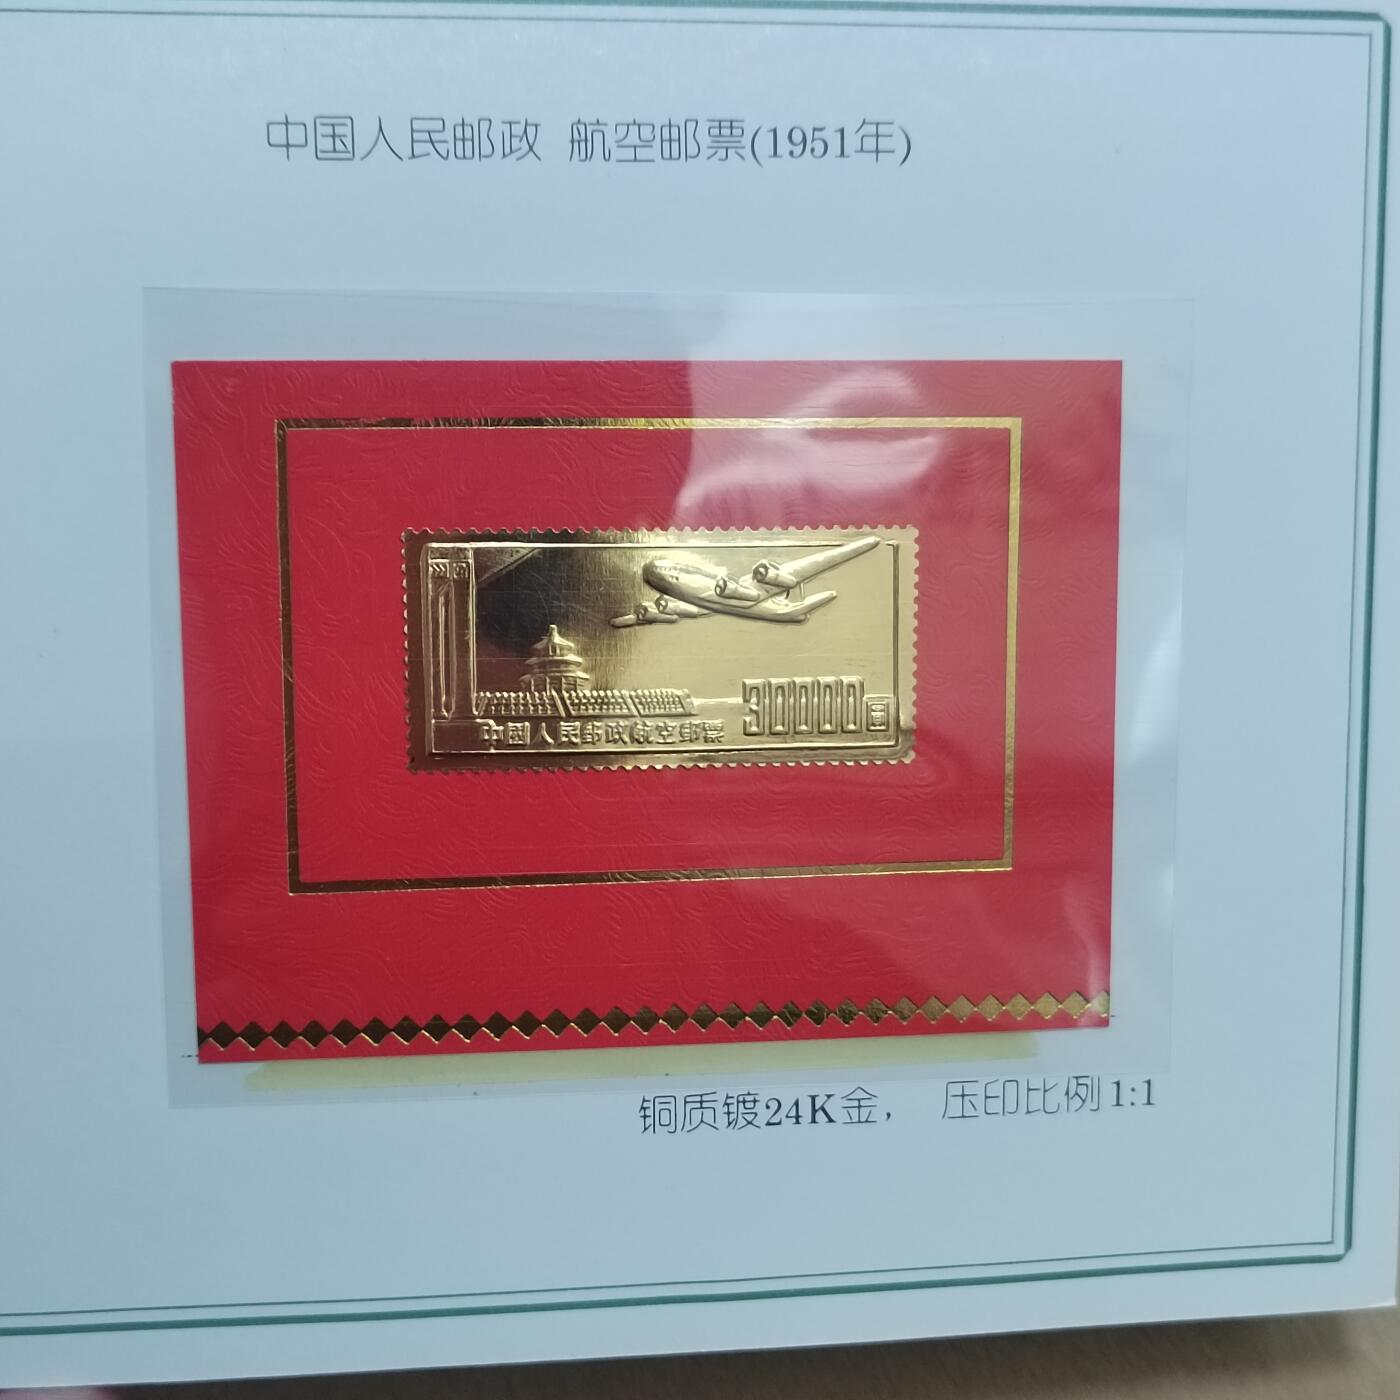 中国人民邮政 航空邮票(1951年)
30000圓
中國人民邮政航空邮票
铜质镀24K金， 压印比例1:1